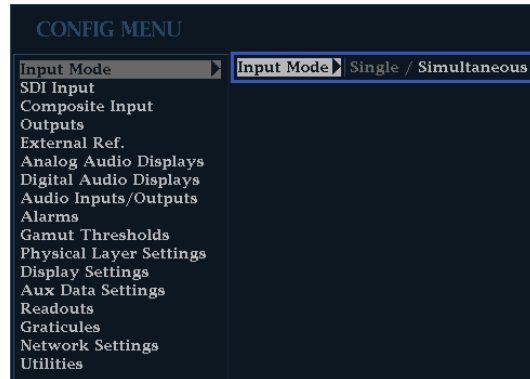 CONFIG MENU
Input Mode
Input Mode Single / Simultaneous
SDI Input
Composite Input
Outputs
External Ref.
Analog Audio Displays
Digital Audio Displays
Audio Inputs/Outputs
Alarms
Gamut Thresholds
Physical Layer Settings
Display Settings
Aux Data Settings
Readouts
Graticules
Network Settings
Utilities